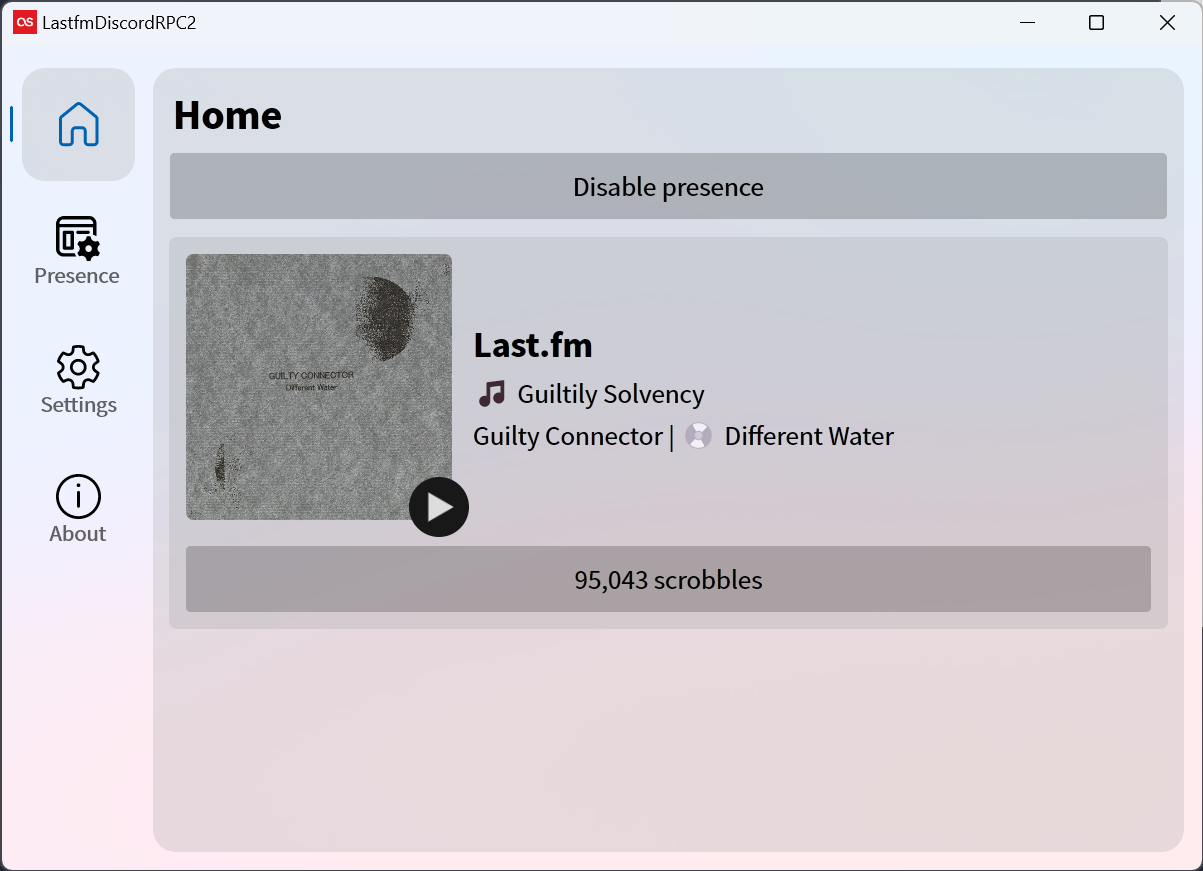 LastfmDiscordRPC2
Home
Disable presence
Presence
Settings
About
GUILTY CONNECTOR
Different Water
Last.fm
Guiltily Solvency
Guilty Connector | Different Water
95,043 scrobbles